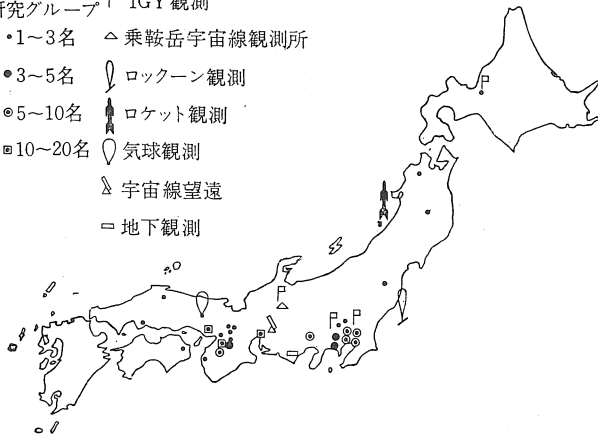 研究グループ IGY観測
1〜3名 乗鞍岳宇宙線観測所
3〜5名 ロックーン観測
5〜10名 ロケット観測
10〜20名 気球観測
宇宙線望遠
地下観測